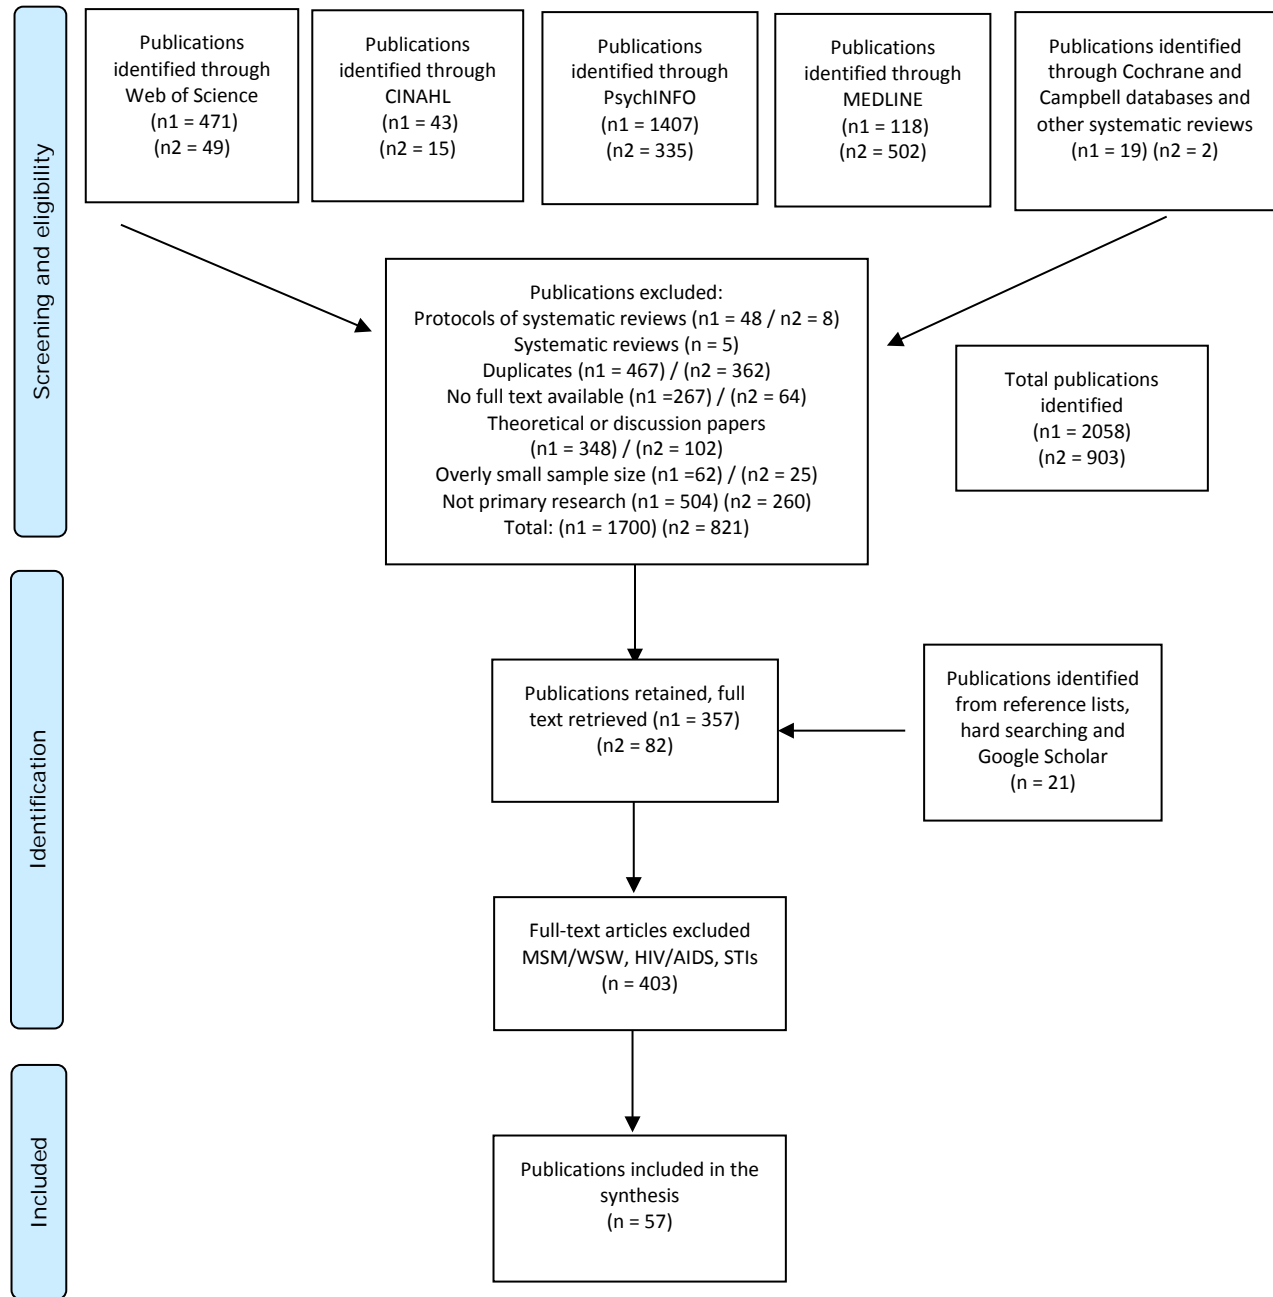 Screening and eligibility
Publications
identified through
Web of Science
(n1 = 471)
(n2 = 49)
Publications
identified through
CINAHL
(n1 = 43)
(n2 = 15)
Publications
identified through
PsychINFO
(n1 = 1407)
(n2 = 335)
Publications
identified through
MEDLINE
(n1 = 118)
(n2 = 502)
Publications identified
through Cochrane and
Campbell databases and
other systematic reviews
(n1 = 19) (n2 = 2)
Publications excluded:
Protocols of systematic reviews (n1 = 48 / n2 = 8)
Systematic reviews (n = 5)
Duplicates (n1 = 467) / (n2 = 362)
No full text available (n1 =267) / (n2 = 64)
Theoretical or discussion papers
(n1 = 348) / (n2 = 102)
Overly small sample size (n1 =62) / (n2 = 25)
Not primary research (n1 = 504) (n2 = 260)
Total: (n1 = 1700) (n2 = 821)
Total publications
identified
(n1 = 2058)
(n2 = 903)
Identification
Publications retained, full
text retrieved (n1 = 357)
(n2 = 82)
Publications identified
from reference lists,
hard searching and
Google Scholar
(n = 21)
Full-text articles excluded
MSM/WSW, HIV/AIDS, STIs
(n = 403)
Included
Publications included in the
synthesis
(n = 57)